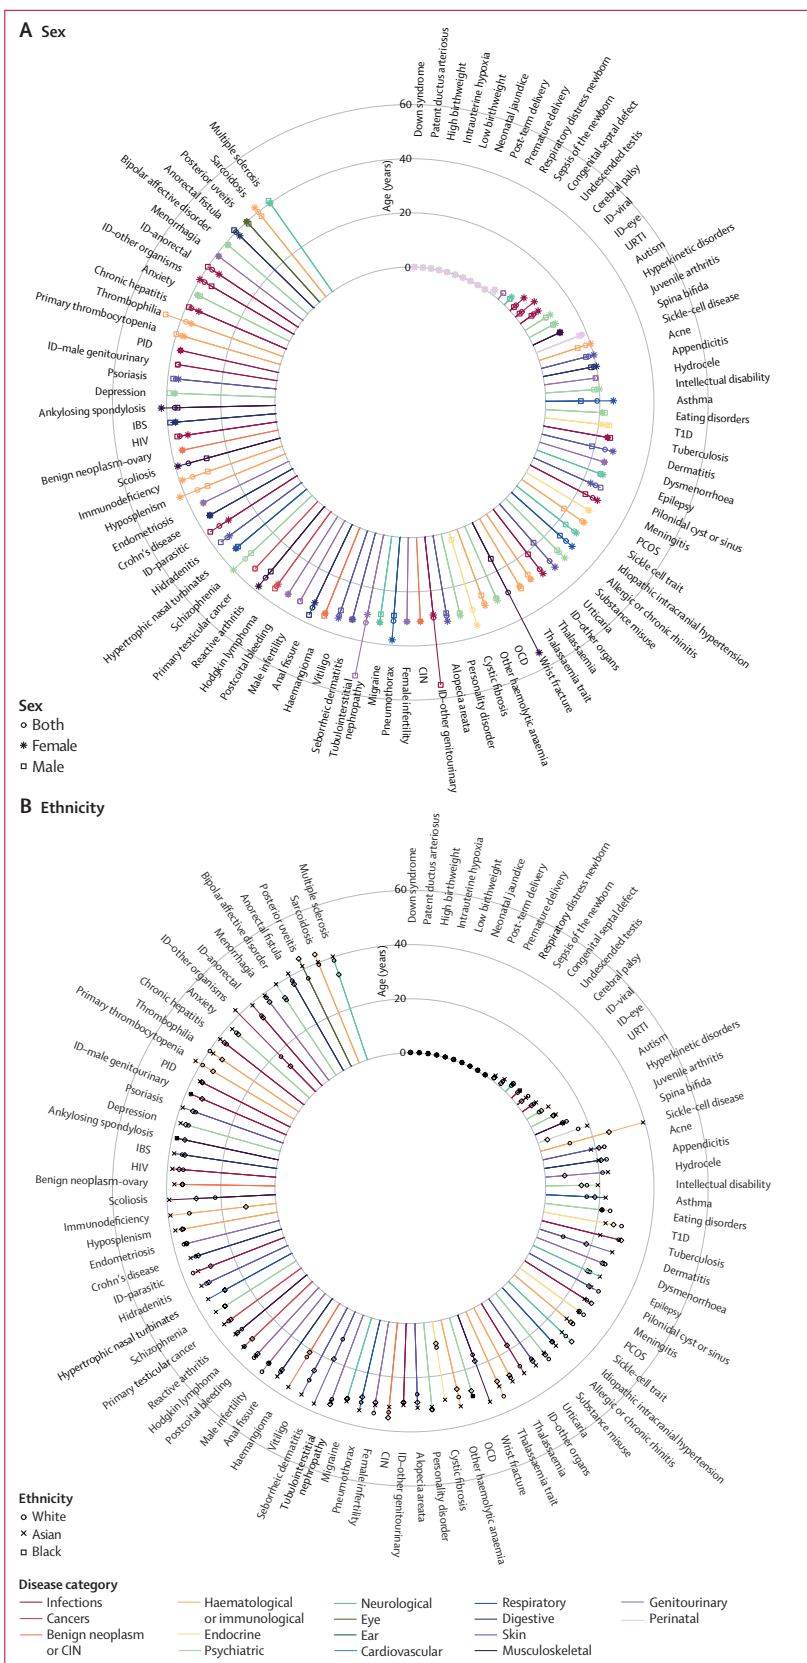 A Sex
60
40
20
0
Age (years)
Down syndrome
Patent ductus arteriosus
High birthweight
Intrauterine hypoxia
Low birthweight
Neonatal jaundice
Post-term delivery
Premature delivery
Respiratory distress newborn
Sepsis of the newborn
Congenital septal defect
Undescended testis
Cerebral palsy
ID-viral
ID-eye
URTI
Autism
Hyperkinetic disorders
Juvenile arthritis
Spina bifida
Sickle-cell disease
Acne
Appendicitis
Hydrocele
Intellectual disability
Asthma
Eating disorders
T1D
Tuberculosis
Dermatitis
Dysmenorrhoea
Epilepsy
Pilonidal cyst or sinus
Meningitis
PCOS
Sickle cell trait
Idiopathic intracranial hypertension
Allergic or chronic rhinitis
Substance misuse
Urticaria
ID-other organs
Thalassaemia
Thalassaemia trait
Wrist fracture
OCD
Other haemolytic anaemia
Cystic fibrosis
Personality disorder
Alopecia areata
ID-other genitourinary
CIN
Female infertility
Pneumothorax
Migraine
Tubulointerstitial
nephropathy
Seborrheic dermatitis
Vitiligo
Haemangioma
Anal fissure
Male infertility
Postcoital bleeding
Hodgkin lymphoma
Reactive arthritis
Primary testicular cancer
Schizophrenia
Hypertrophic nasal turbinates
Hidradenitis
ID-parasitic
Crohn's disease
Endometriosis
Hyposplenism
Immunodeficiency
Scoliosis
Benign neoplasm-ovary
HIV
IBS
Ankylosing spondylosis
Depression
Psoriasis
ID-male genitourinary
PID
Primary thrombocytopenia
Thrombophilia
Chronic hepatitis
Anxiety
ID-other organisms
ID-anorectal
Menorrhagia
Bipolar affective disorder
Anorectal fistula
Posterior uveitis
Sarcoidosis
Multiple sclerosis
Sex
Both
Female
Male
B Ethnicity
60
40
20
0
Age (years)
Down syndrome
Patent ductus arteriosus
High birthweight
Intrauterine hypoxia
Low birthweight
Neonatal jaundice
Post-term delivery
Premature delivery
Respiratory distress newborn
Sepsis of the newborn
Congenital septal defect
Undescended testis
Cerebral palsy
ID-viral
ID-eye
URTI
Autism
Hyperkinetic disorders
Juvenile arthritis
Spina bifida
Sickle-cell disease
Acne
Appendicitis
Hydrocele
Intellectual disability
Asthma
Eating disorders
T1D
Tuberculosis
Dermatitis
Dysmenorrhoea
Epilepsy
Pilonidal cyst or sinus
Meningitis
PCOS
Sickle-cell trait
Idiopathic intracranial hypertension
Allergic or chronic rhinitis
Substance misuse
Urticaria
ID-other organs
Thalassaemia
Thalassaemia trait
Wrist fracture
OCD
Other haemolytic anaemia
Cystic fibrosis
Personality disorder
Alopecia areata
ID-other genitourinary
CIN
Female infertility
Pneumothorax
Migraine
Tubulointerstitial
nephropathy
Seborrheic dermatitis
Vitiligo
Haemangioma
Anal fissure
Male infertility
Postcoital bleeding
Hodgkin lymphoma
Reactive arthritis
Primary testicular cancer
Schizophrenia
Hypertrophic nasal turbinates
Hidradenitis
ID-parasitic
Crohn's disease
Endometriosis
Hyposplenism
Immunodeficiency
Scoliosis
Benign neoplasm-ovary
HIV
IBS
Ankylosing spondylosis
Depression
Psoriasis
ID-male genitourinary
PID
Primary thrombocytopenia
Thrombophilia
Chronic hepatitis
Anxiety
ID-other organisms
ID-anorectal
Menorrhagia
Bipolar affective disorder
Anorectal fistula
Posterior uveitis
Sarcoidosis
Multiple sclerosis
Ethnicity
White
Asian
Black
Disease category
Infections
Cancers
Benign neoplasm
or CIN
Haematological
or immunological
Endocrine
Psychiatric
Neurological
Eye
Ear
Cardiovascular
Respiratory
Digestive
Skin
Musculoskeletal
Genitourinary
Perinatal